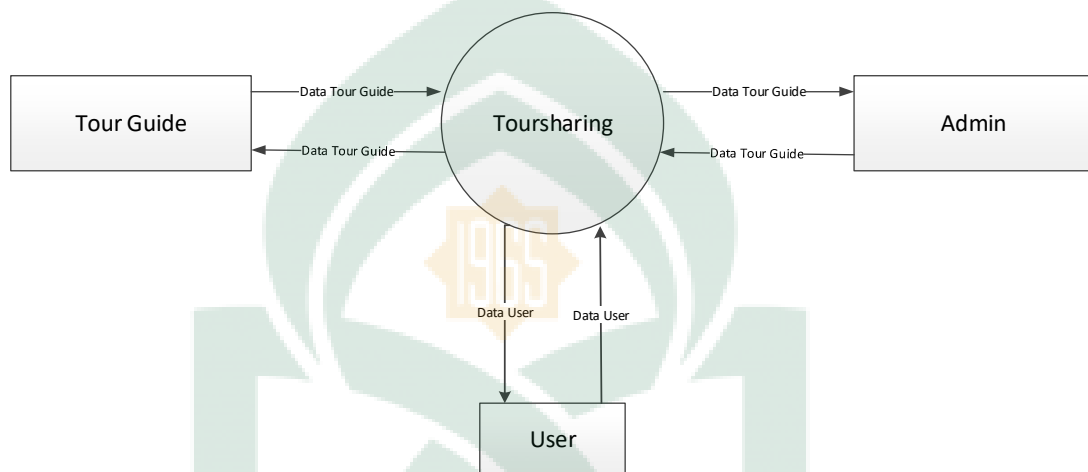 Tour Guide
Data Tour Guide
Data Tour Guide
Toursharing
Data Tour Guide
Data Tour Guide
Admin
1965
Data User
Data User
User